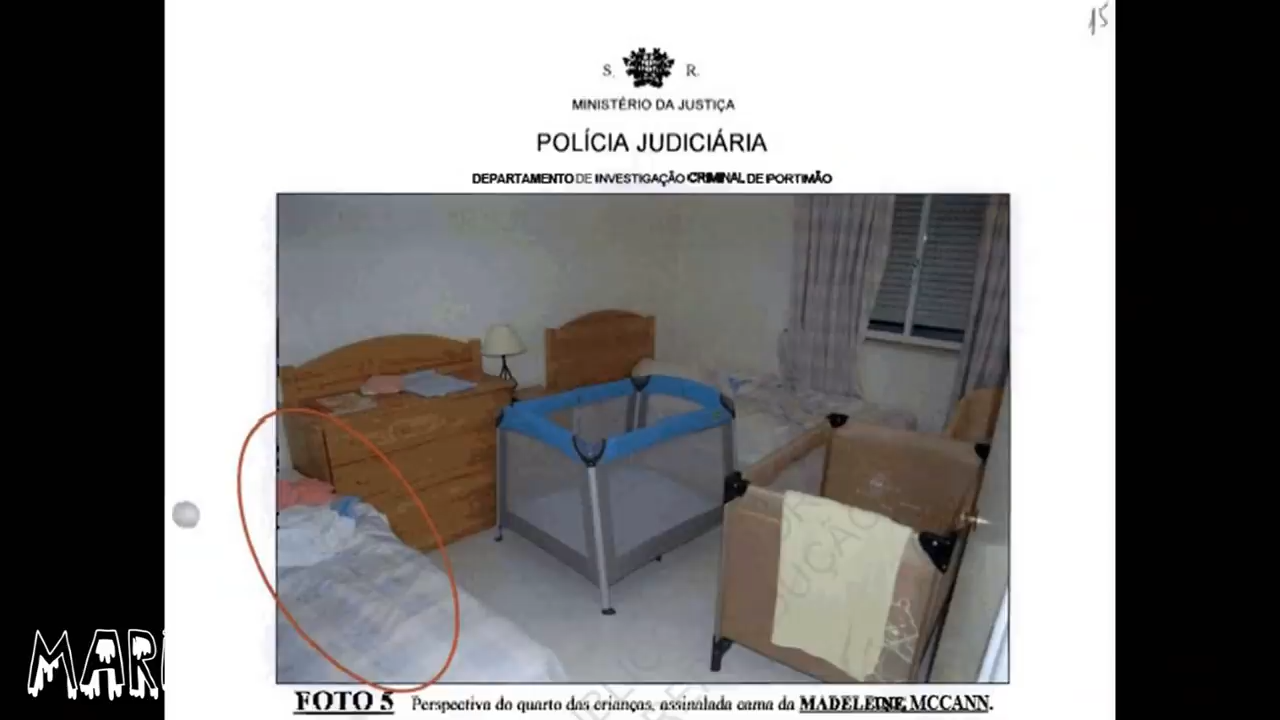 15
S. R.
MINISTÉRIO DA JUSTIÇA
POLÍCIA JUDICIÁRIA
DEPARTAMENTO DE INVESTIGAÇÃO CRIMINAL DE PORTIMÃO
MAR
FOTO 5 Perspectiva do quarto das crianças, assinalada cama da MADELEINE MCCANN.